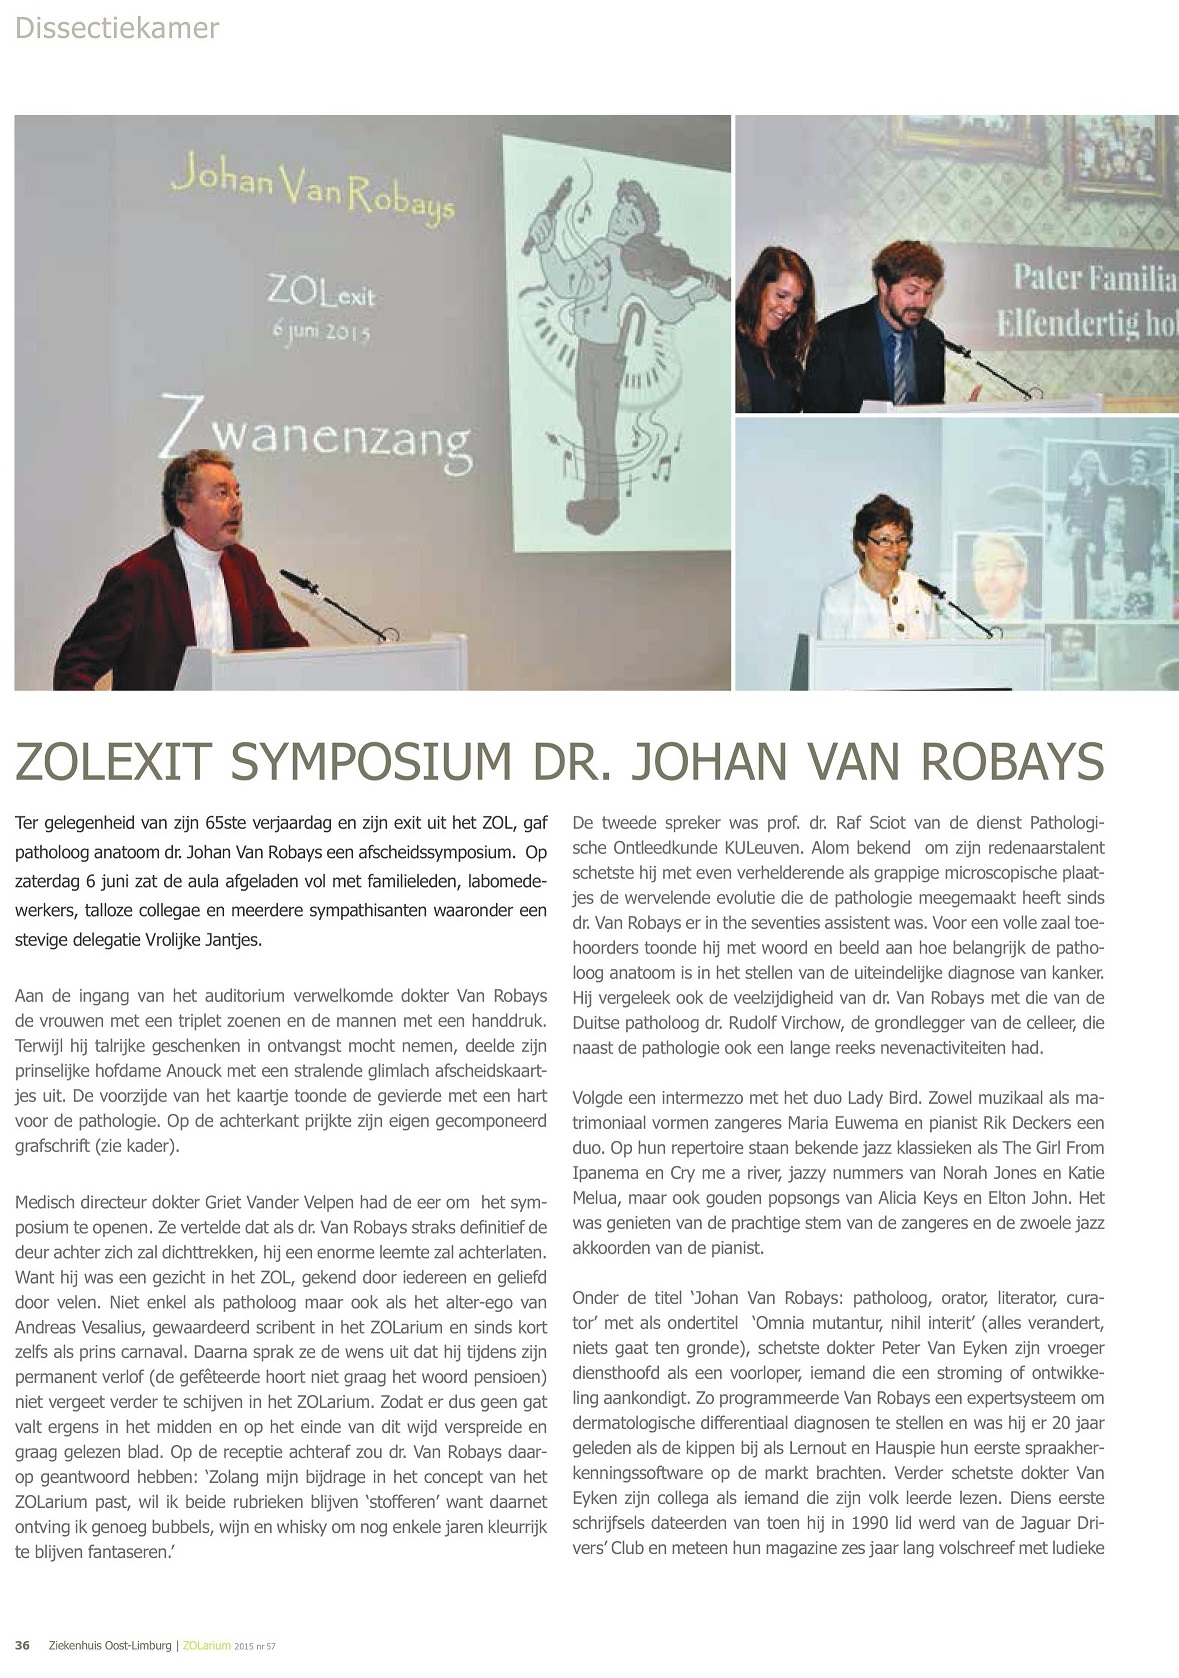 Dissectiekamer
Johan Van Robays
ZOLexit
6 juni 2015
Zwanenzang
Pater Familia
Elfendertig hol
ZOLEXIT SYMPOSIUM DR. JOHAN VAN ROBAYS
Ter gelegenheid van zijn 65ste verjaardag en zijn exit uit het ZOL, gaf
patholoog anatoom dr. Johan Van Robays een afscheidssymposium. Op
zaterdag 6 juni zat de aula afgeladen vol met familieleden, labomede-
werkers, talloze collegae en meerdere sympathisanten waaronder een
stevige delegatie Vrolijke Jantjes.
Aan de ingang van het auditorium verwelkomde dokter Van Robays
de vrouwen met een triplet zoenen en de mannen met een handdruk.
Terwijl hij talrijke geschenken in ontvangst mocht nemen, deelde zijn
prinselijke hofdame Anouck met een stralende glimlach afscheidskaart-
jes uit. De voorzijde van het kaartje toonde de gevierde met een hart
voor de pathologie. Op de achterkant prijkte zijn eigen gecomponeerd
grafschrift (zie kader).
Medisch directeur dokter Griet Vander Velpen had de eer om het sym-
posium te openen. Ze vertelde dat als dr. Van Robays straks definitief de
deur achter zich zal dichttrekken, hij een enorme leemte zal achterlaten.
Want hij was een gezicht in het ZOL, gekend door iedereen en geliefd
door velen. Niet enkel als patholoog maar ook als het alter-ego van
Andreas Vesalius, gewaardeerd scribent in het ZOLarium en sinds kort
zelfs als prins carnaval. Daarna sprak ze de wens uit dat hij tijdens zijn
permanent verlof (de gefêteerde hoort niet graag het woord pensioen)
niet vergeet verder te schijven in het ZOLarium. Zodat er dus geen gat
valt ergens in het midden en op het einde van dit wijd verspreide en
graag gelezen blad. Op de receptie achteraf zou dr. Van Robays daar-
op geantwoord hebben: ‘Zolang mijn bijdrage in het concept van het
ZOLarium past, wil ik beide rubrieken blijven ‘stofferen’ want daarnet
ontving ik genoeg bubbels, wijn en whisky om nog enkele jaren kleurrijk
te blijven fantaseren.’
De tweede spreker was prof. dr. Raf Sciot van de dienst Pathologi-
sche Ontleedkunde KULeuven. Alom bekend om zijn redenaarstalent
schetste hij met even verhelderende als grappige microscopische plaat-
jes de wervelende evolutie die de pathologie meegemaakt heeft sinds
dr. Van Robays er in the seventies assistent was. Voor een volle zaal toe-
hoorders toonde hij met woord en beeld aan hoe belangrijk de patho-
loog anatoom is in het stellen van de uiteindelijke diagnose van kanker.
Hij vergeleek ook de veelzijdigheid van dr. Van Robays met die van de
Duitse patholoog dr. Rudolf Virchow, de grondlegger van de celleer, die
naast de pathologie ook een lange reeks nevenactiviteiten had.
Volgde een intermezzo met het duo Lady Bird. Zowel muzikaal als ma-
trimoniaal vormen zangeres Maria Euwema en pianist Rik Deckers een
duo. Op hun repertoire staan bekende jazz klassieken als The Girl From
Ipanema en Cry me a river, jazzy nummers van Norah Jones en Katie
Melua, maar ook gouden popsongs van Alicia Keys en Elton John. Het
was genieten van de prachtige stem van de zangeres en de zwoele jazz
akkoorden van de pianist.
Onder de titel ‘Johan Van Robays: patholoog, orator, literator, cura-
tor’ met als ondertitel ‘Omnia mutantur, nihil interit’ (alles verandert,
niets gaat ten gronde), schetste dokter Peter Van Eyken zijn vroeger
diensthoofd als een voorloper, iemand die een stroming of ontwikke-
ling aankondigt. Zo programmeerde Van Robays een expertsysteem om
dermatologische differentiaal diagnosen te stellen en was hij er 20 jaar
geleden als de kippen bij als Lernout en Hauspie hun eerste spraakher-
kenningssoftware op de markt brachten. Verder schetste dokter Van
Eyken zijn collega als iemand die zijn volk leerde lezen. Diens eerste
schrijfsels dateerden van toen hij in 1990 lid werd van de Jaguar Dri-
vers’ Club en meteen hun magazine zes jaar lang volschreef met ludieke
36 Ziekenhuis Oost-Limburg | ZOLarium 2015 nr 57